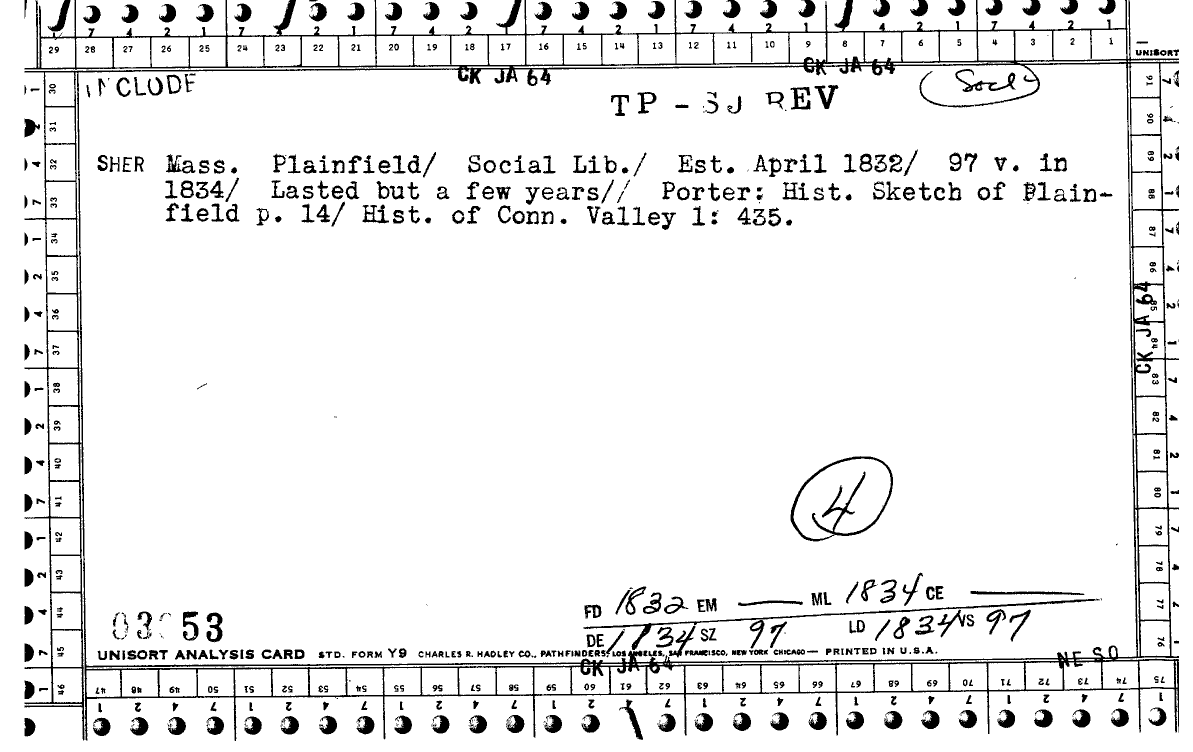 7 4 2 1 7 4 2 1 7 4 2 1 7 4 2 1 7 4 2 1 7 4 2 1
29 28 27 26 25 24 23 22 21 20 19 18 17 16 15 14 13 12 11 10 9 8 7 6 5 4 3 2 1
UNISORT
INCLUDE CK JA 64 CK JA 64
TP - SJ REV Socl
SHER Mass. Plainfield/ Social Lib./ Est. April 1832/ 97 v. in
1834/ Lasted but a few years// Porter: Hist. Sketch of Plain-
field p. 14/ Hist. of Conn. Valley 1: 435.
30
31
32
33
34
35
36
37
38
39
40
41
42
43
44
45
46
91
90
89
88
87
86
85
84
83
82
81
80
79
78
77
76
CK JA 64
4
FD 1832 EM — ML 1834 CE —
DE 1834 SZ 97 LD 1834 VS 97
53
UNISORT ANALYSIS CARD STD. FORM Y9 CHARLES R. HADLEY CO., PATHFINDERS, LOS ANGELES, SAN FRANCISCO, NEW YORK CHICAGO — PRINTED IN U.S.A.
CK JA 64 NE SO
47 48 49 50 51 52 53 54 55 56 57 58 59 60 61 62 63 64 65 66 67 68 69 70 71 72 73 74 75